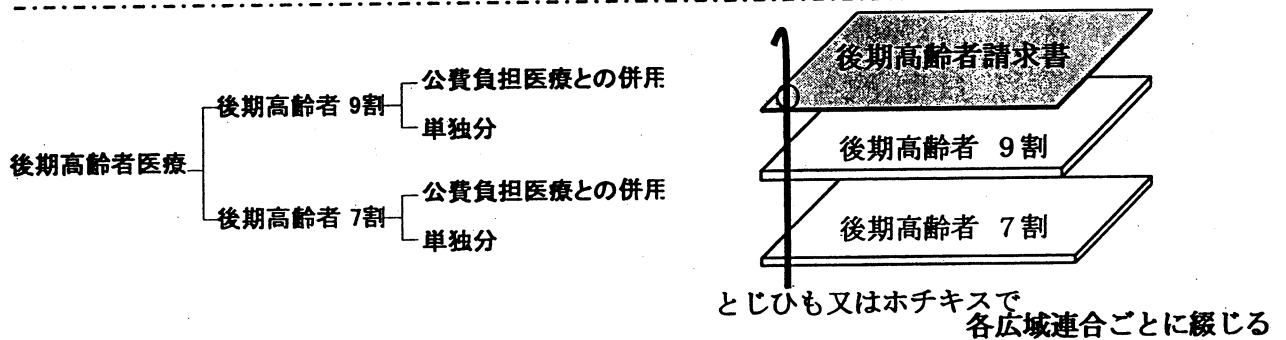 後期高齢者医療
後期高齢者 9割
公費負担医療との併用
単独分
後期高齢者 7割
公費負担医療との併用
単独分
後期高齢者請求書
後期高齢者 9割
後期高齢者 7割
とじひも又はホチキスで
各広域連合ごとに綴じる